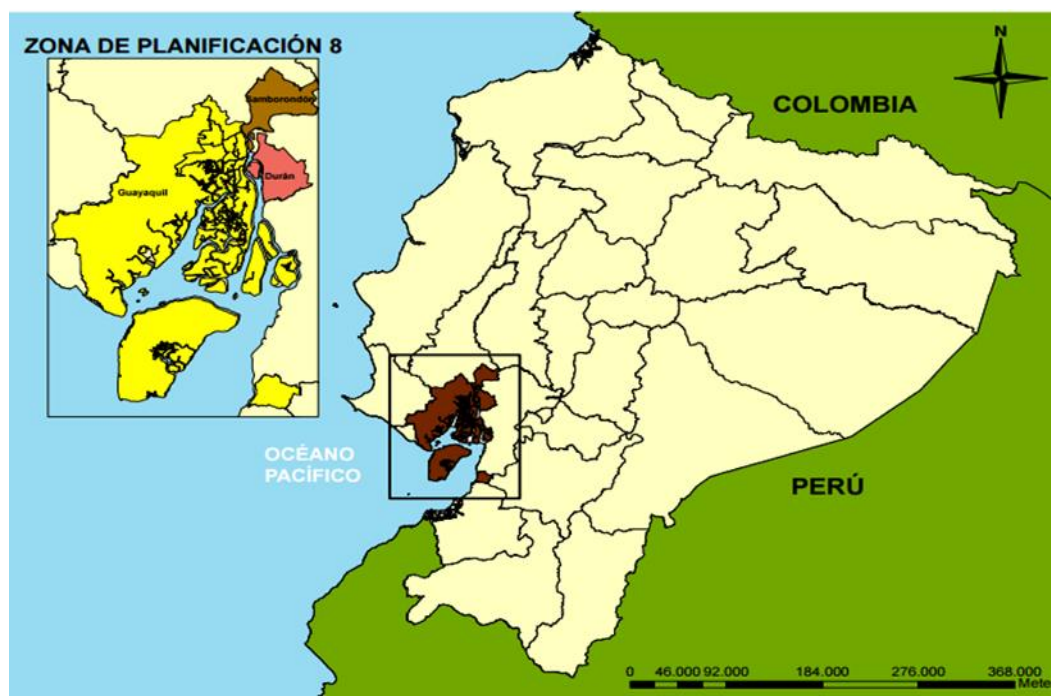 ZONA DE PLANIFICACIÓN 8
Samborondón
Durán
Guayaquil
N
COLOMBIA
OCÉANO
PACÍFICO
PERÚ
0 46.000 92.000 184.000 276.000 368.000
Mete